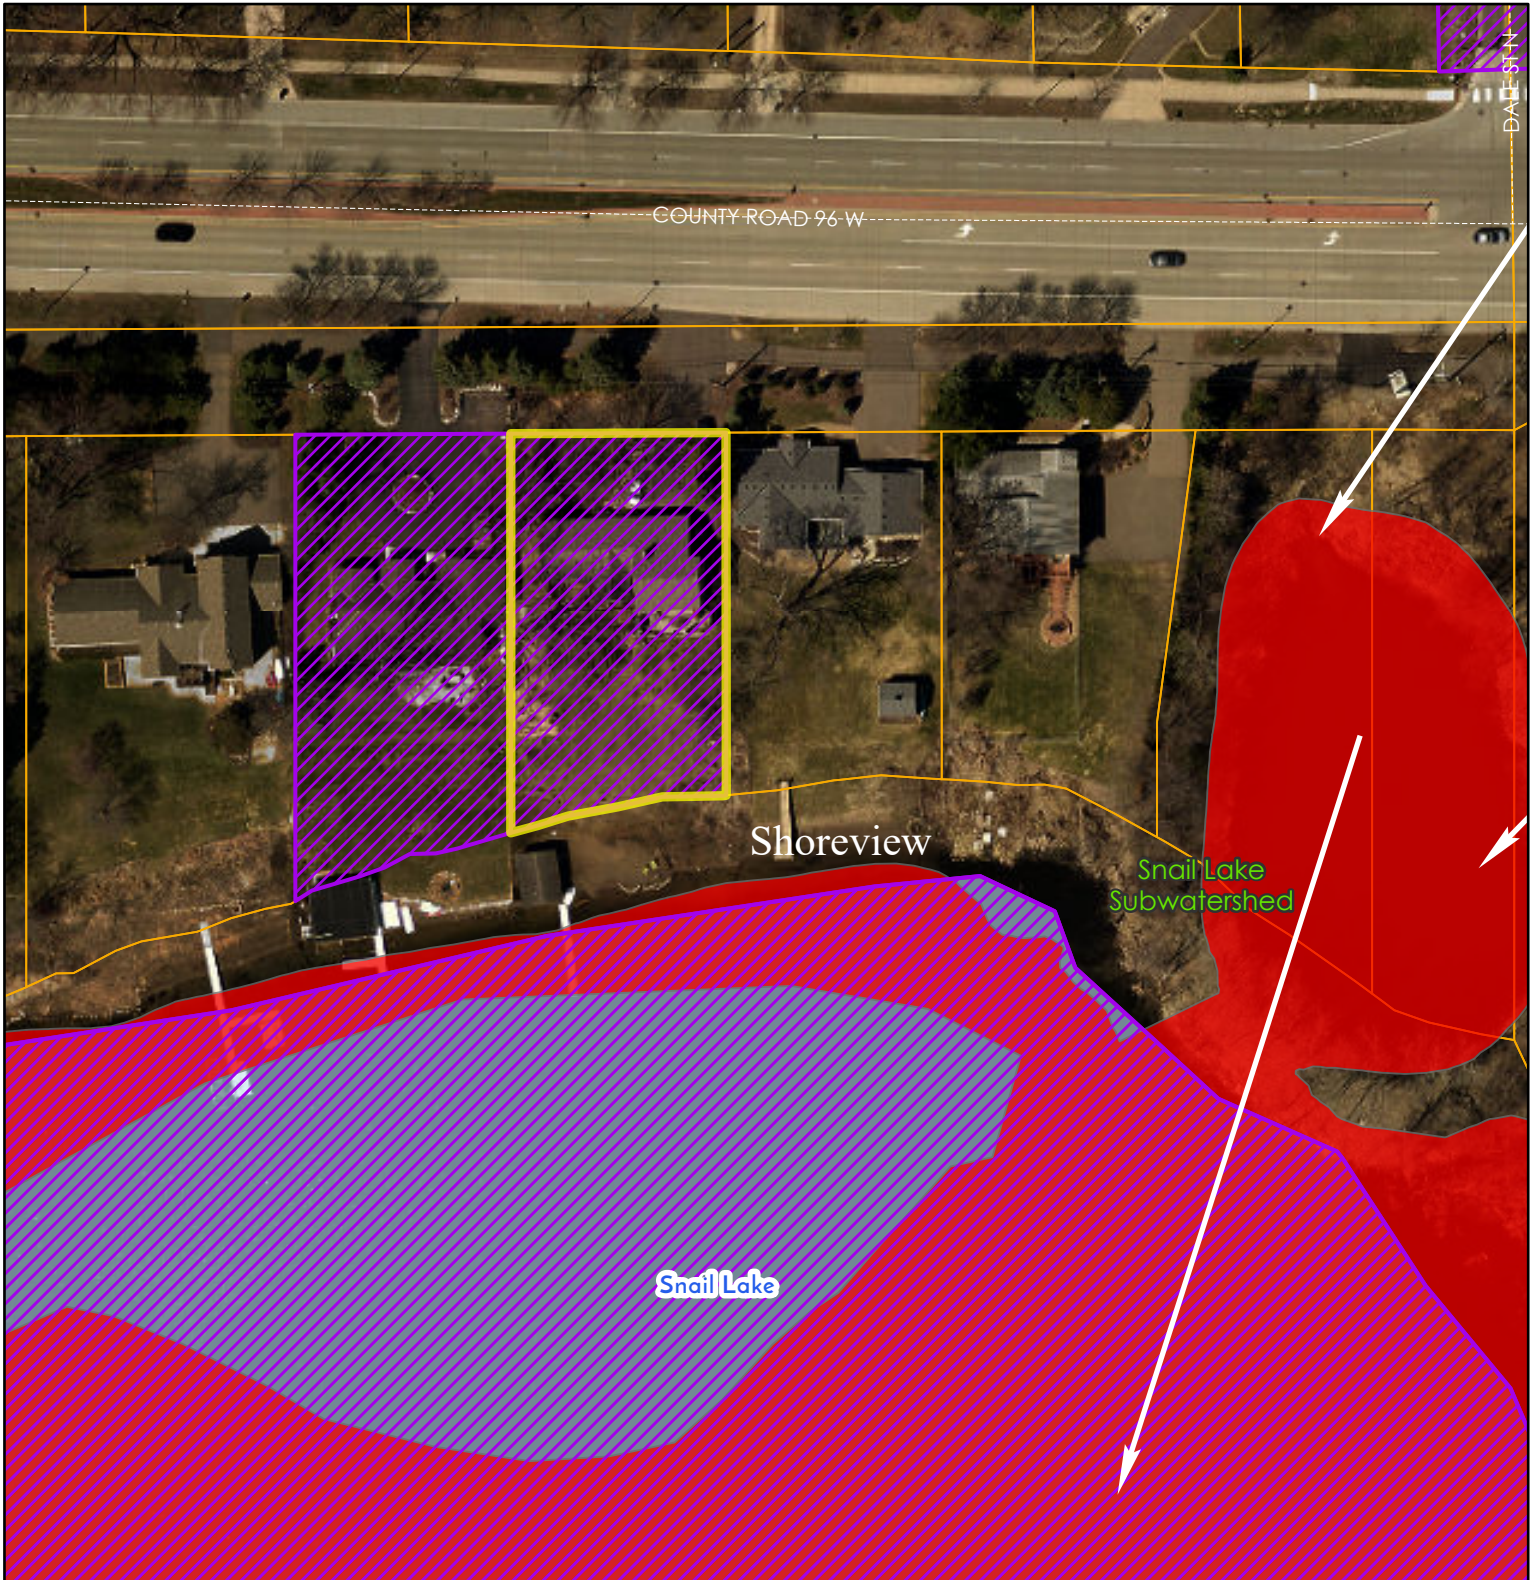 DALE ST N
COUNTY ROAD 96 W
Shoreview
Snail Lake
Subwatershed
Snail Lake